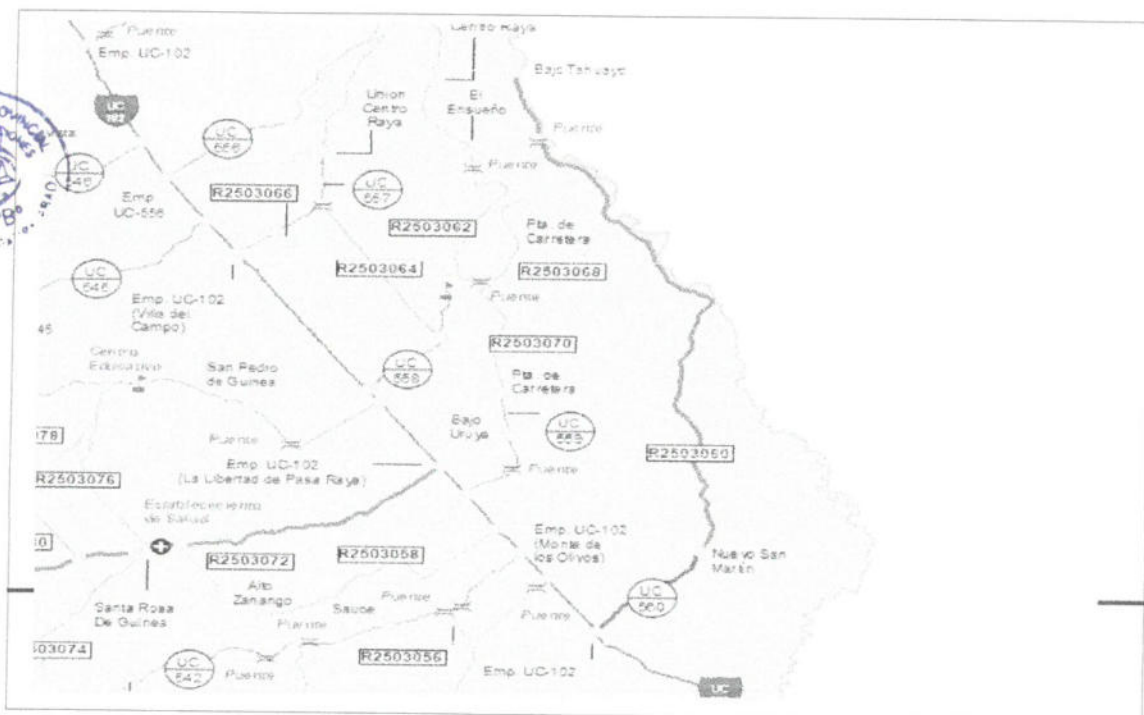 Puente
Emp. UC-102
UC
102
Centro Raya
Bajo Tahuayo
Union
Centro
Raya
El
Ensueño
Puente
Puente
UC
556
UC
546
R2503066
UC
557
Emp.
UC-556
R2503062
Pta. de
Carretera
R2503064
R2503068
UC
545
Emp. UC-102
(Villa del
Campo)
Puente
45
R2503070
Centro
Educativo
San Pedro
de Guinea
UC
558
Pta. de
Carretera
Bajo
Uruya
Puente
R2503076
Emp. UC-102
(La Libertad de Pasa Raya)
Puente
Establecimiento
de Salud
R2503072
R2503058
Emp. UC-102
(Monte de
los Olivos)
Nuevo San
Martin
Alto
Zanango
Puente
Sauce
Puente
Puente
Santa Rosa
De Guinea
UC
542
Puente
R2503056
Emp. UC-102
UC